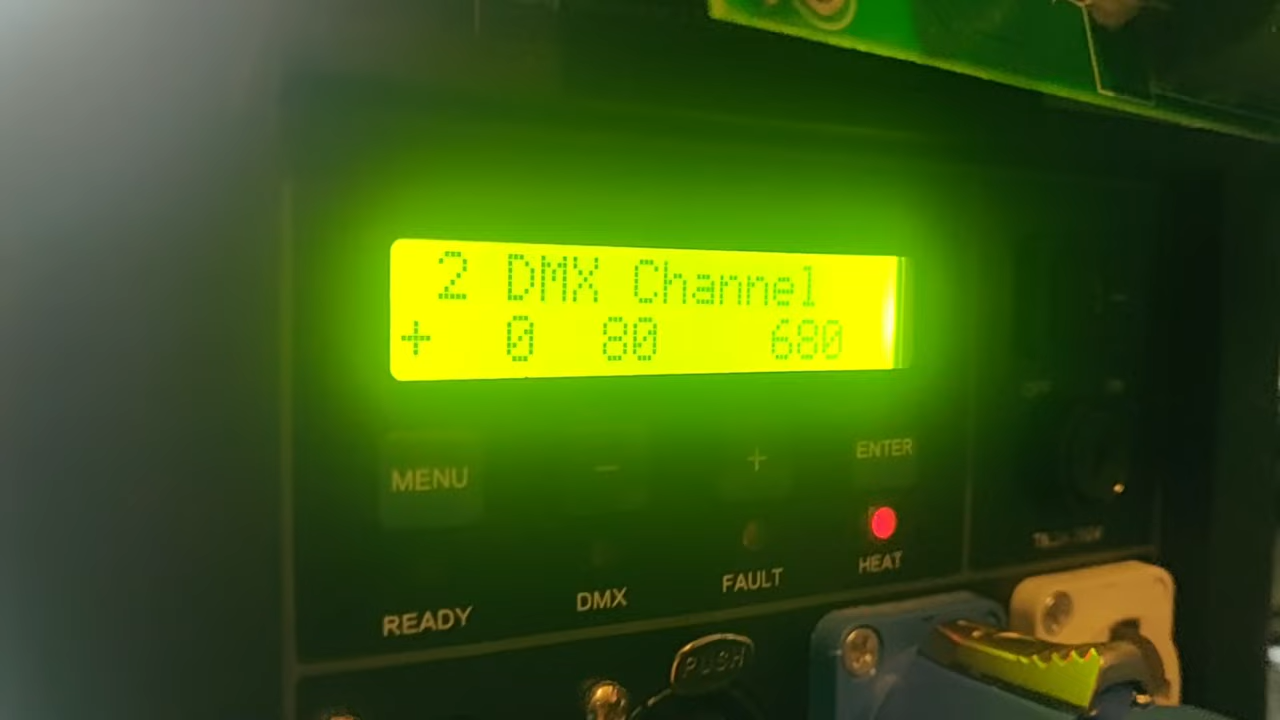 2 DMX Channel
+ 0 80 680
MENU - + ENTER
READY DMX FAULT HEAT
PUSH